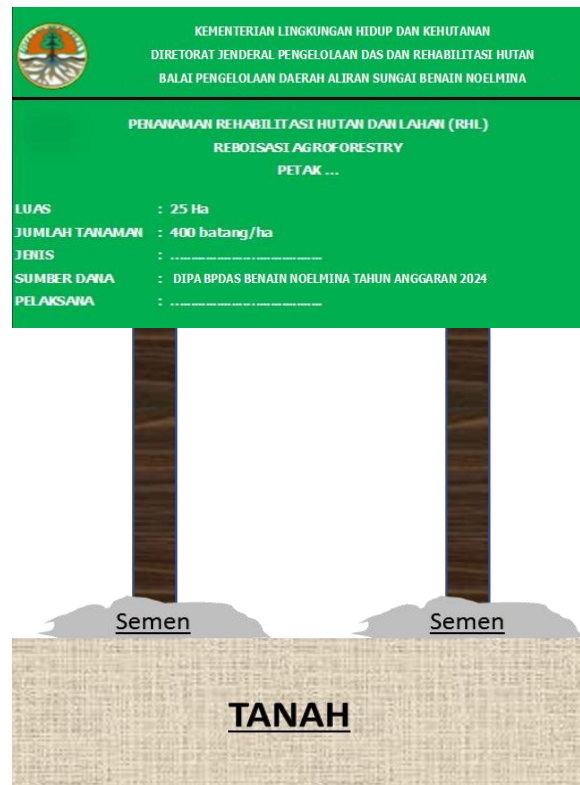 KEMENTERIAN LINGKUNGAN HIDUP DAN KEHUTANAN
DIRETORAT JENDERAL PENGELOLAAN DAS DAN REHABILITASI HUTAN
BALAI PENGELOLAAN DAERAH ALIRAN SUNGAI BENAIN NOELMINA
PENANAMAN REHABILITASI HUTAN DAN LAHAN (RHL)
REBOISASI AGROFORESTRY
PETAK ...
LUAS : 25 Ha
JUMLAH TANAMAN : 400 batang/ha
JENIS : ........................................
SUMBER DANA : DIPA BPDAS BENAIN NOELMINA TAHUN ANGGARAN 2024
PELAKSANA : ........................................
Semen Semen
TANAH